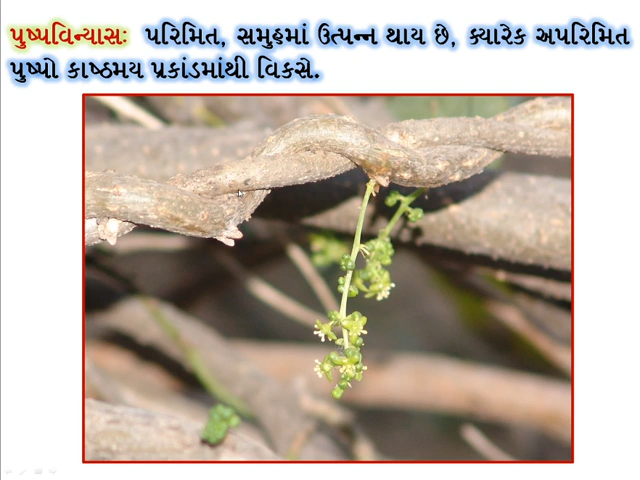 પુષ્પવિન્યાસઃ પરિમિત, સમુહમાં ઉત્પન્ન થાય છે, ક્યારેક અપરિમિત
પુષ્પો કાષ્ઠમય પ્રકાંડમાંથી વિકસે.